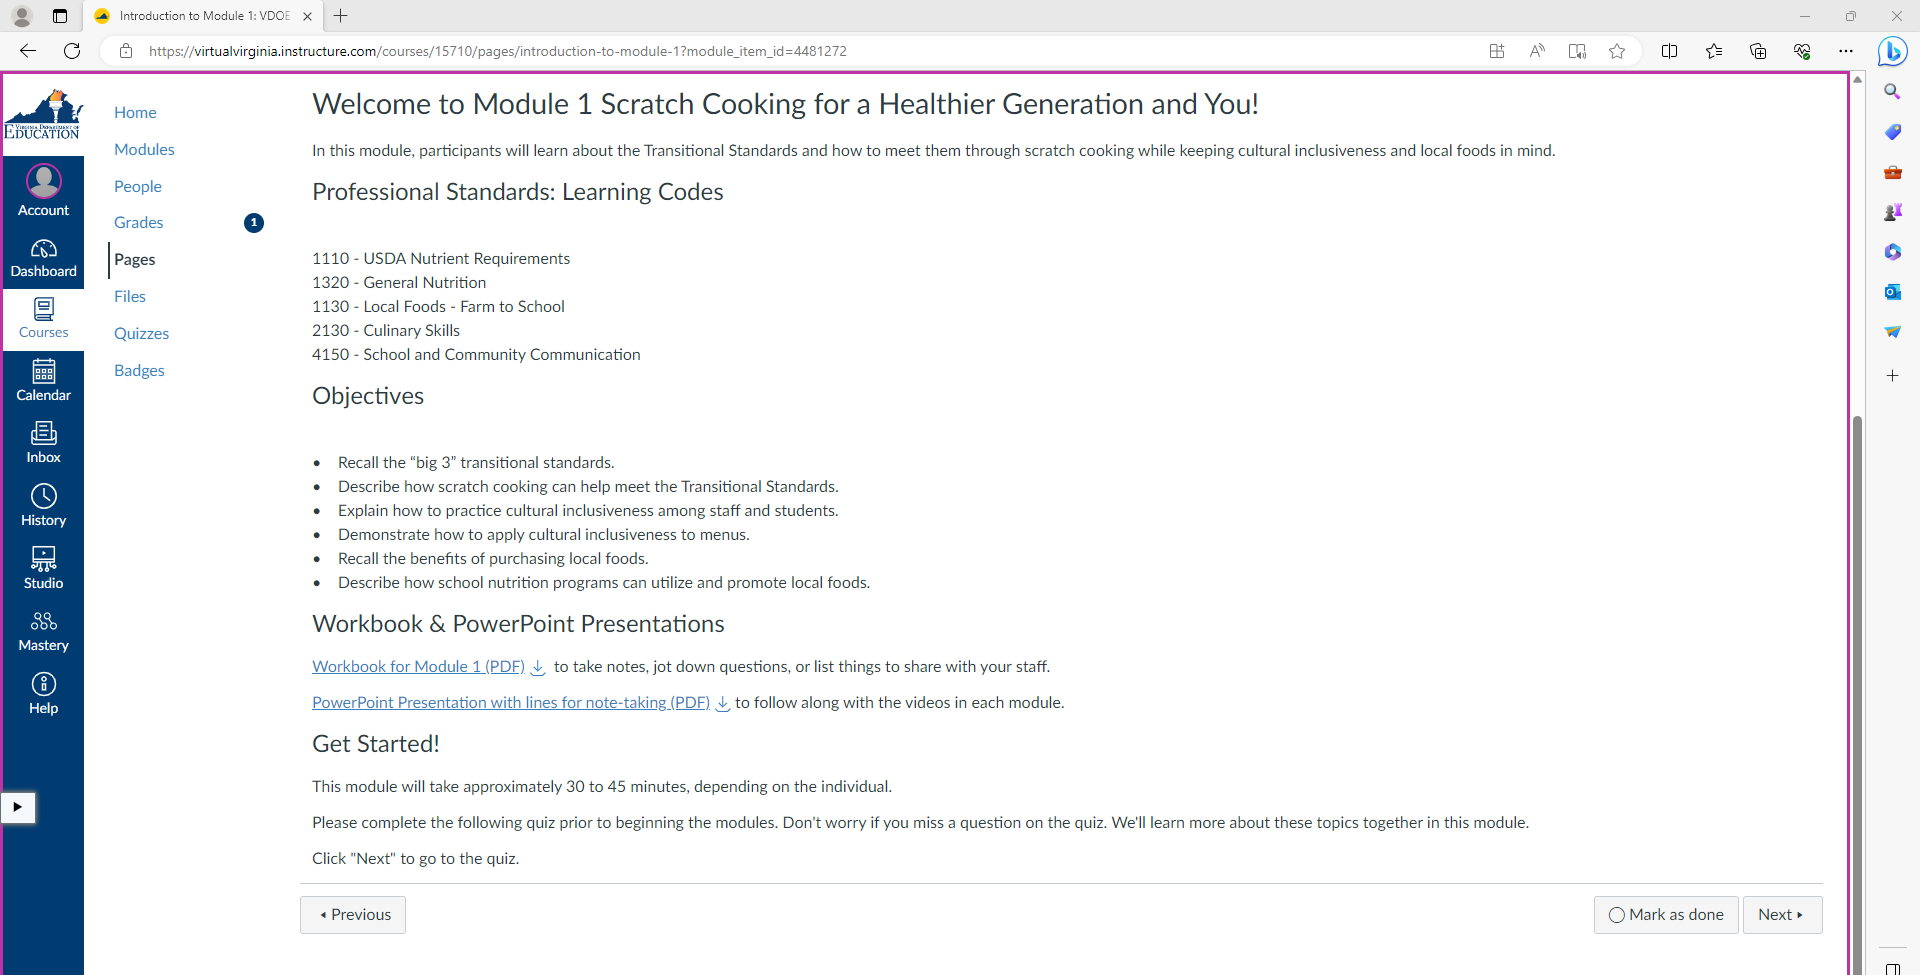 Introduction to Module 1: VDOE
https://virtualvirginia.instructure.com/courses/15710/pages/introduction-to-module-1?module_item_id=4481272
VIRGINIA DEPARTMENT OF
EDUCATION
Account
Dashboard
Courses
Calendar
Inbox
History
Studio
Mastery
Help
Home
Modules
People
Grades 1
Pages
Files
Quizzes
Badges
Welcome to Module 1 Scratch Cooking for a Healthier Generation and You!
In this module, participants will learn about the Transitional Standards and how to meet them through scratch cooking while keeping cultural inclusiveness and local foods in mind.
Professional Standards: Learning Codes
1110 - USDA Nutrient Requirements
1320 - General Nutrition
1130 - Local Foods - Farm to School
2130 - Culinary Skills
4150 - School and Community Communication
Objectives
• Recall the “big 3” transitional standards.
• Describe how scratch cooking can help meet the Transitional Standards.
• Explain how to practice cultural inclusiveness among staff and students.
• Demonstrate how to apply cultural inclusiveness to menus.
• Recall the benefits of purchasing local foods.
• Describe how school nutrition programs can utilize and promote local foods.
Workbook & PowerPoint Presentations
Workbook for Module 1 (PDF) to take notes, jot down questions, or list things to share with your staff.
PowerPoint Presentation with lines for note-taking (PDF) to follow along with the videos in each module.
Get Started!
This module will take approximately 30 to 45 minutes, depending on the individual.
Please complete the following quiz prior to beginning the modules. Don't worry if you miss a question on the quiz. We'll learn more about these topics together in this module.
Click "Next" to go to the quiz.
Previous
Mark as done
Next